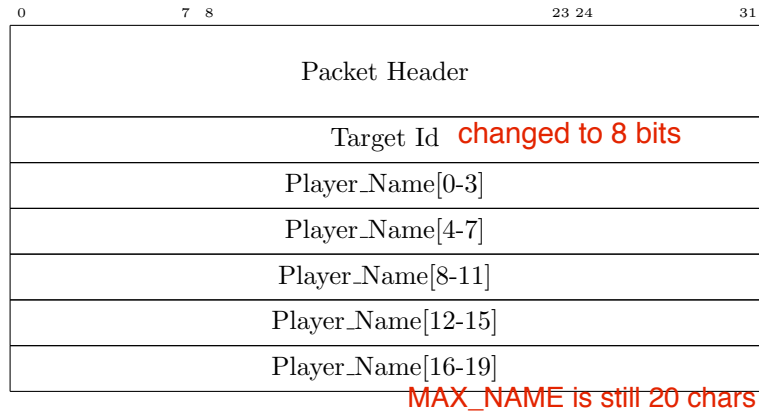 0 7 8 23 24 31
Packet Header
Target Id changed to 8 bits
Player_Name[0-3]
Player_Name[4-7]
Player_Name[8-11]
Player_Name[12-15]
Player_Name[16-19]
MAX_NAME is still 20 chars